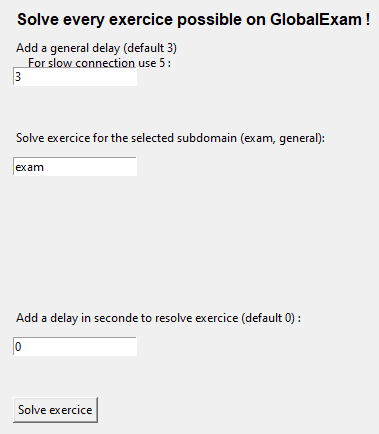 Solve every exercice possible on GlobalExam !
Add a general delay (default 3)
For slow connection use 5 :
3
Solve exercice for the selected subdomain (exam, general):
exam
Add a delay in seconde to resolve exercice (default 0) :
0
Solve exercice